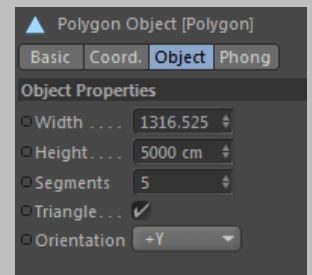 Polygon Object [Polygon]
Basic Coord. Object Phong
Object Properties
Width . . . . 1316.525
Height . . . . 5000 cm
Segments 5
Triangle . . .
Orientation +Y